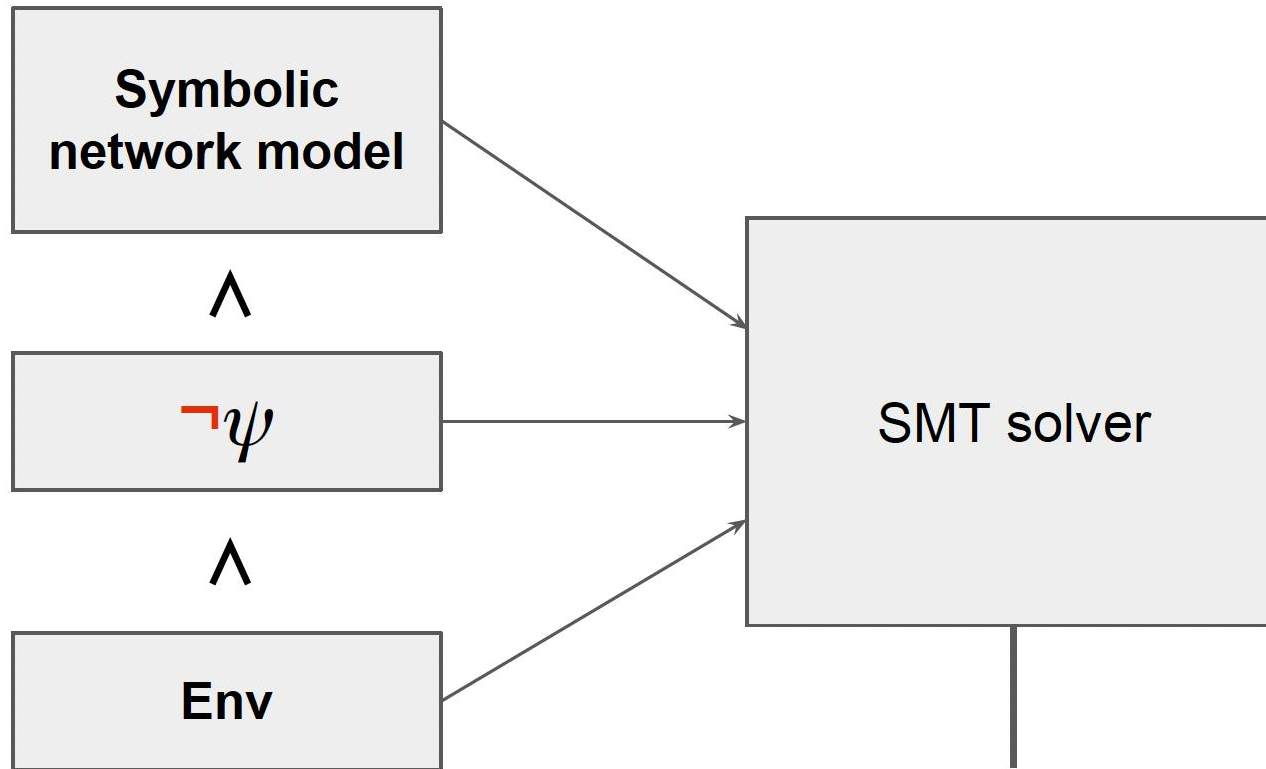 Symbolic
network model
∧
¬ψ
∧
Env
SMT solver